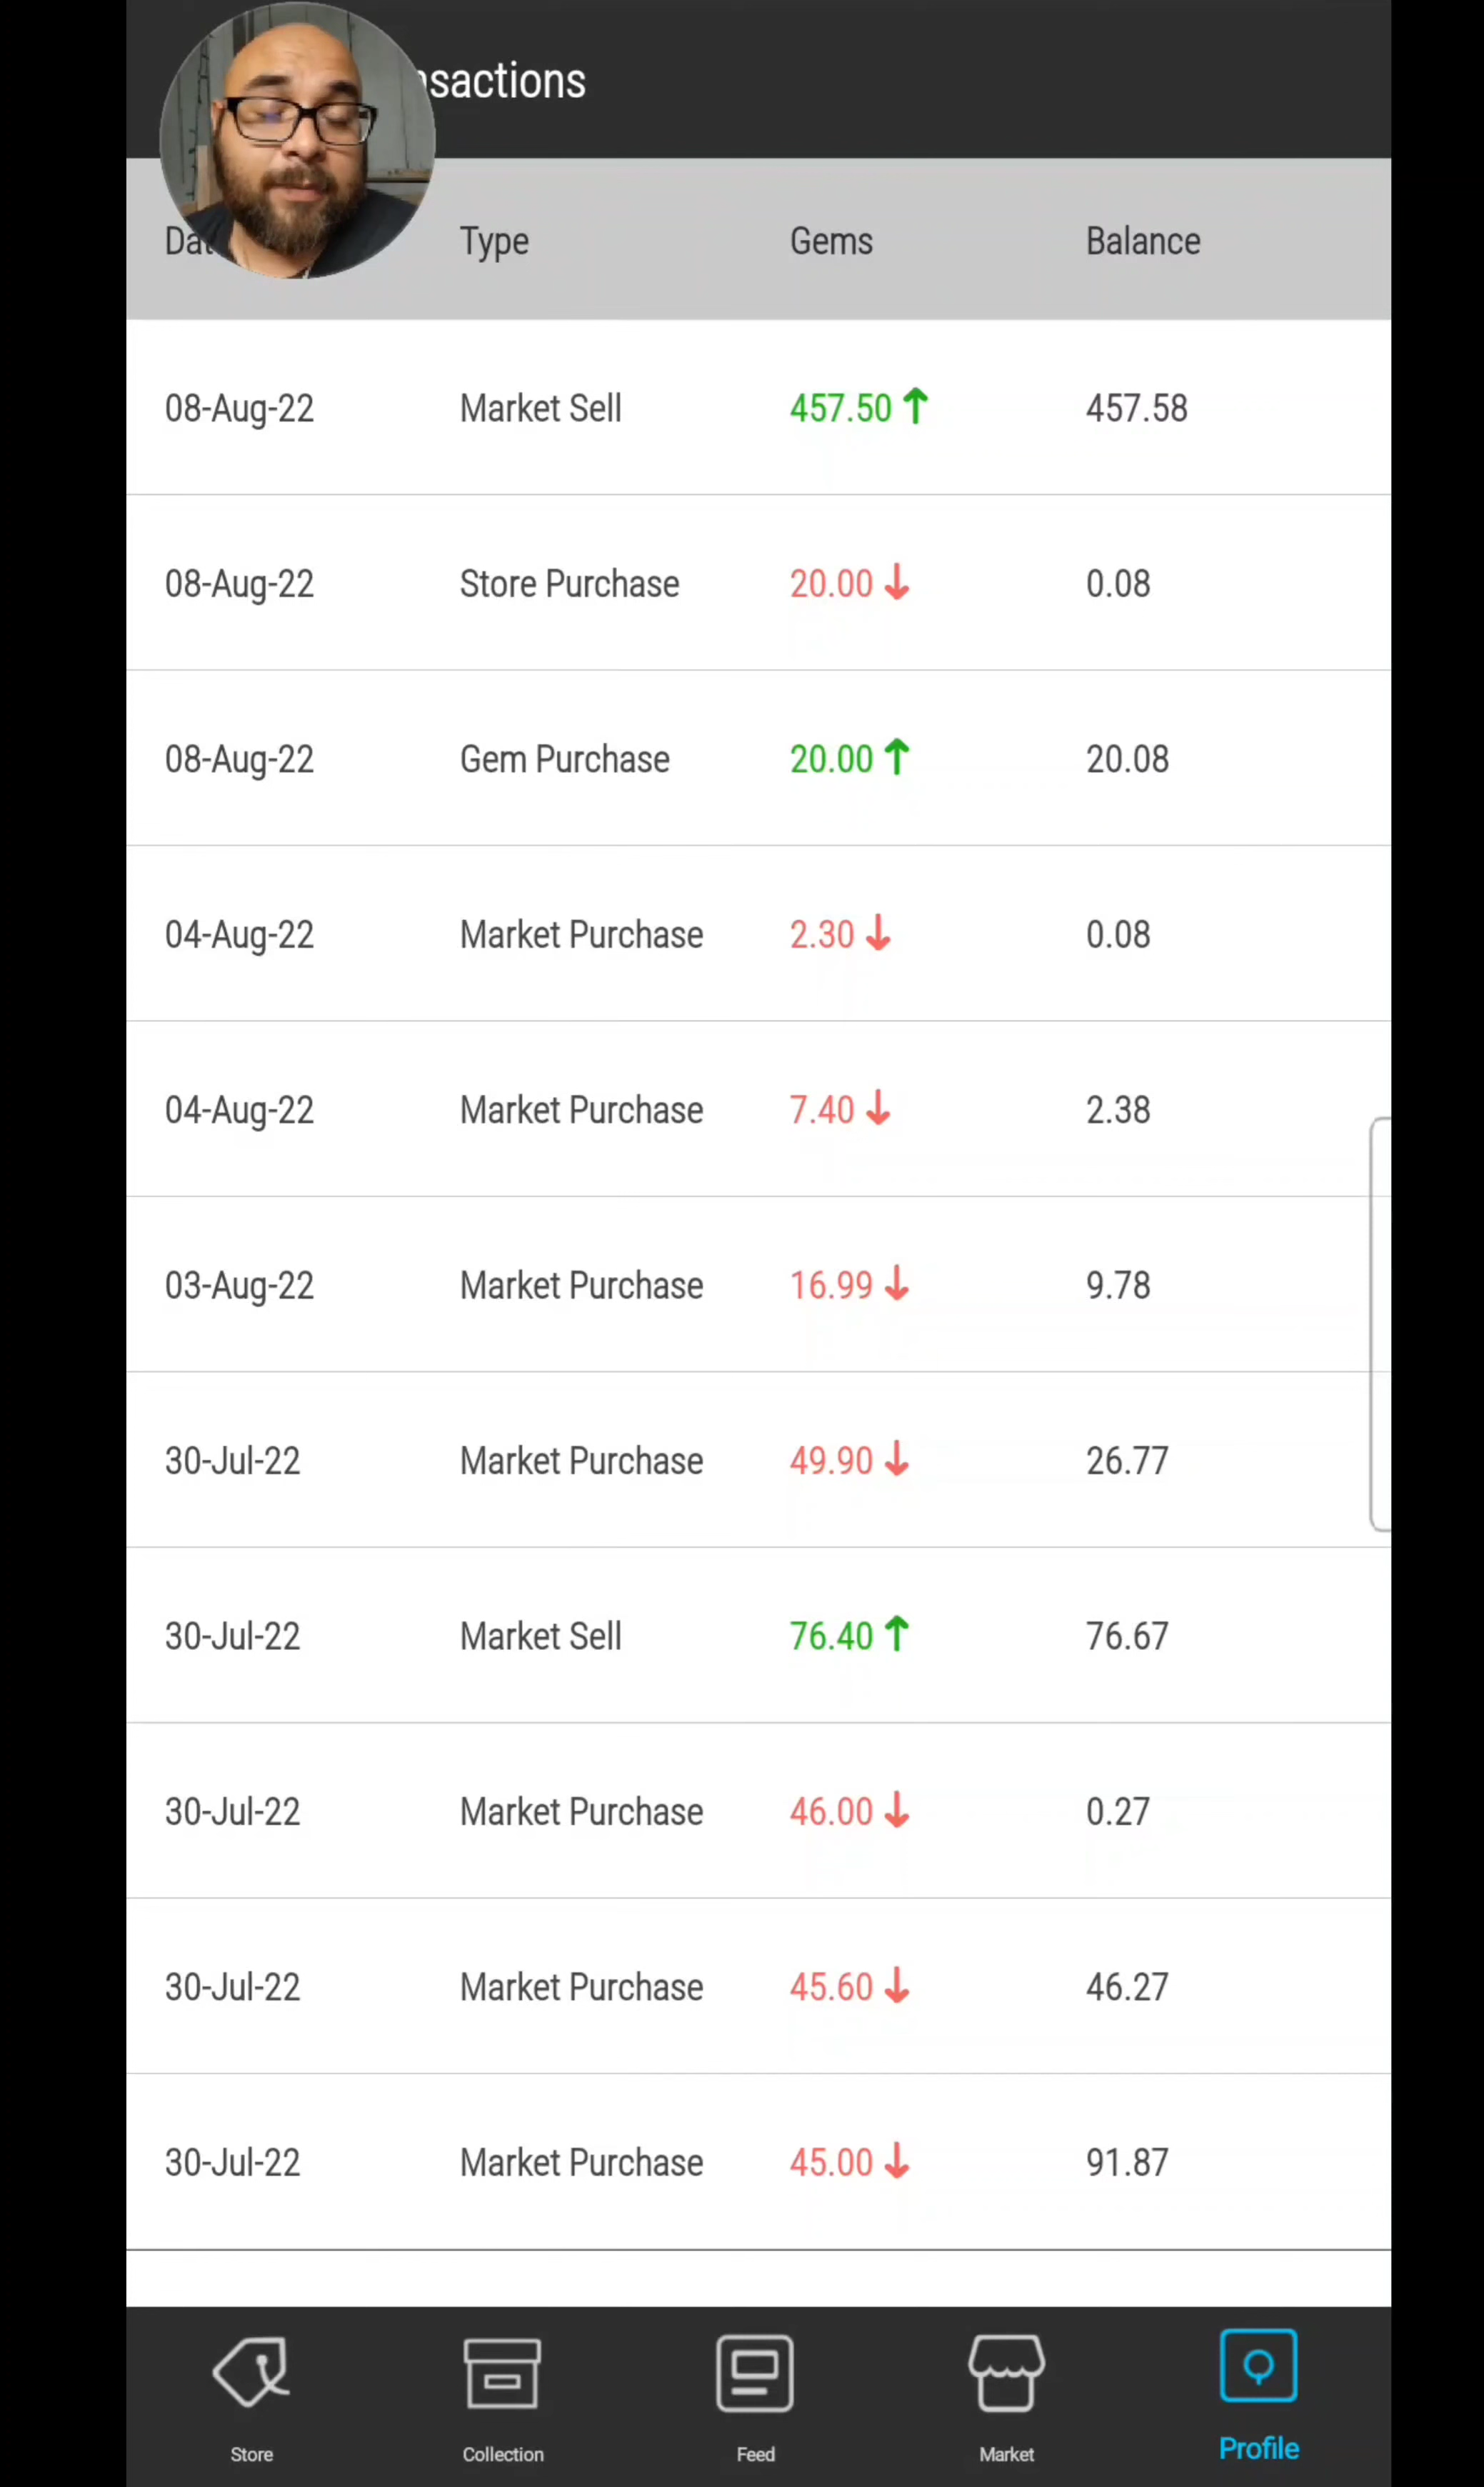 nsactions
Da Type Gems Balance
08-Aug-22 Market Sell 457.50 457.58
08-Aug-22 Store Purchase 20.00 0.08
08-Aug-22 Gem Purchase 20.00 20.08
04-Aug-22 Market Purchase 2.30 0.08
04-Aug-22 Market Purchase 7.40 2.38
03-Aug-22 Market Purchase 16.99 9.78
30-Jul-22 Market Purchase 49.90 26.77
30-Jul-22 Market Sell 76.40 76.67
30-Jul-22 Market Purchase 46.00 0.27
30-Jul-22 Market Purchase 45.60 46.27
30-Jul-22 Market Purchase 45.00 91.87
Store Collection Feed Market Profile